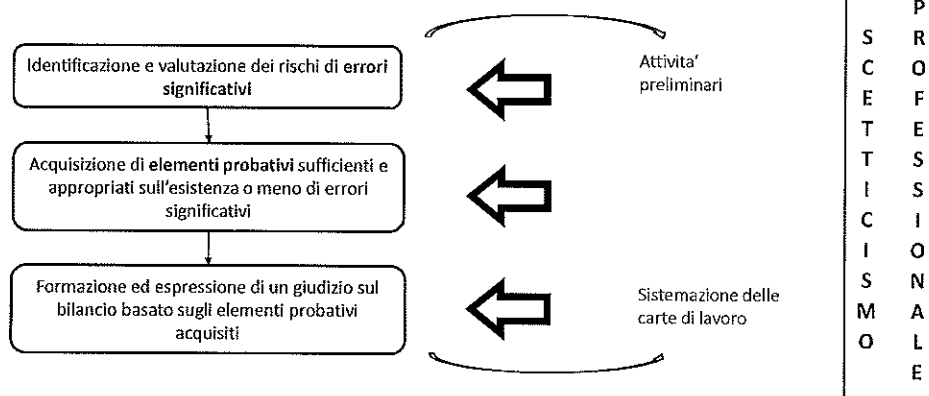 Identificazione e valutazione dei rischi di errori
significativi
Acquisizione di elementi probativi sufficienti e
appropriati sull'esistenza o meno di errori
significativi
Formazione ed espressione di un giudizio sul
bilancio basato sugli elementi probativi
acquisiti
Attivita'
preliminari
Sistemazione delle
carte di lavoro
SCETTICISMO
PROFESSIONALE